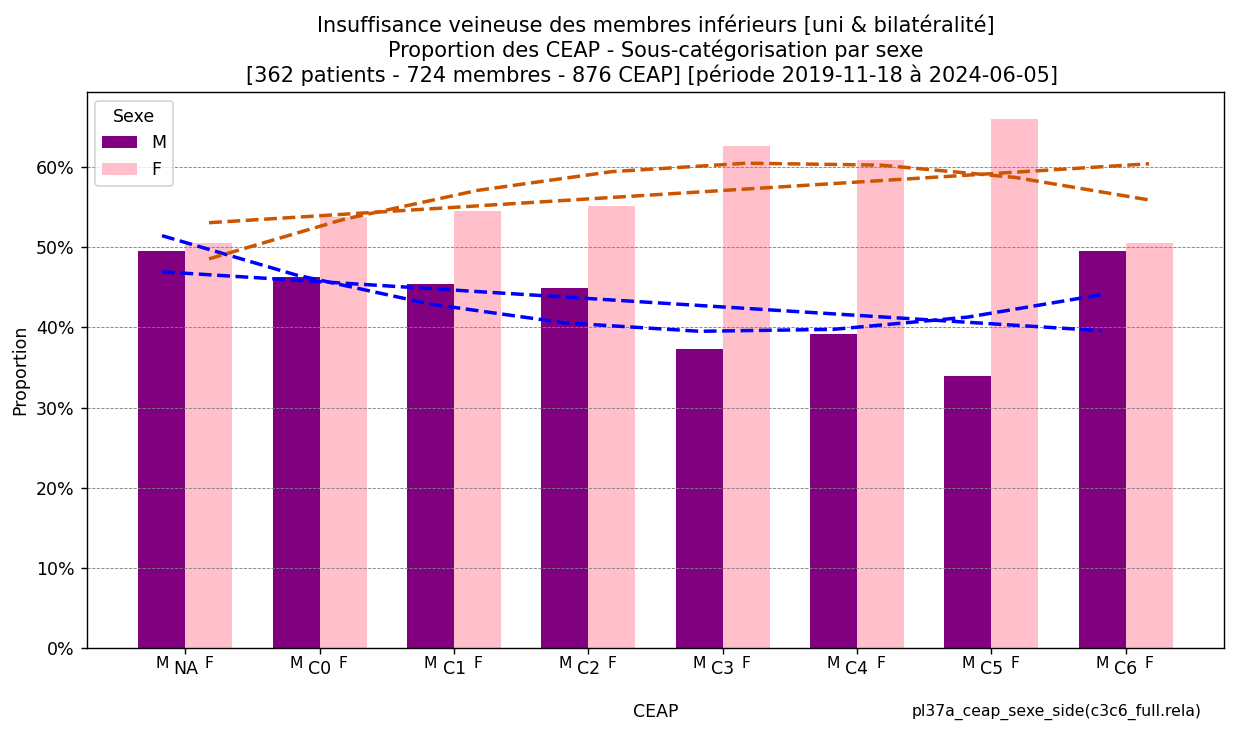 Insuffisance veineuse des membres inférieurs [uni & bilatéralité]
Proportion des CEAP - Sous-catégorisation par sexe
[362 patients - 724 membres - 876 CEAP] [période 2019-11-18 à 2024-06-05]
Sexe
M
F
60%
50%
40%
30%
20%
10%
0%
Proportion
M NA F M C0 F M C1 F M C2 F M C3 F M C4 F M C5 F M C6 F
CEAP
pl37a_ceap_sexe_side(c3c6_full.rela)